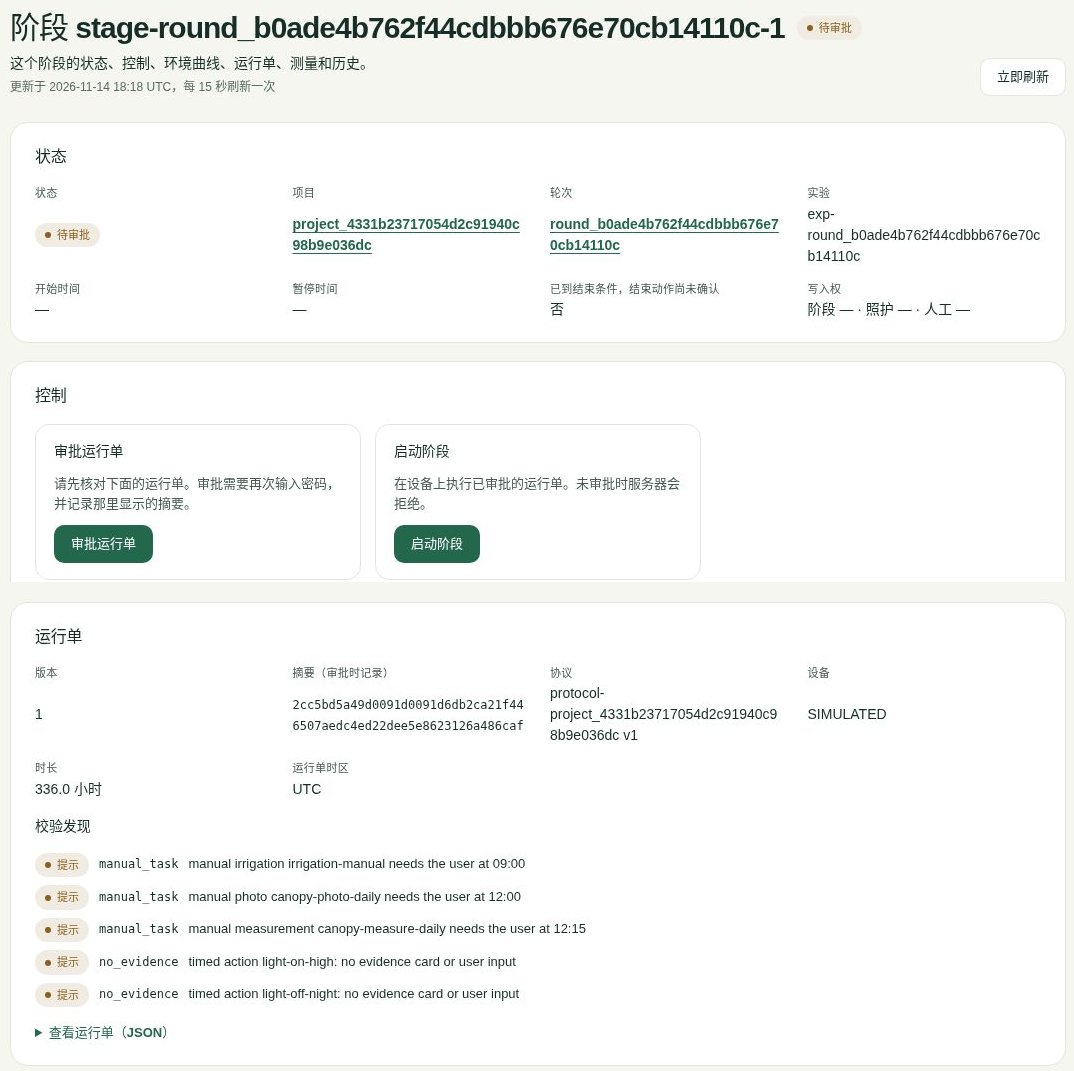 阶段 stage-round_b0ade4b762f44cdbbb676e70cb14110c-1 待审批
这个阶段的状态、控制、环境曲线、运行单、测量和历史。
更新于 2026-11-14 18:18 UTC，每 15 秒刷新一次
立即刷新
状态
状态
待审批
项目
project_4331b23717054d2c91940c
98b9e036dc
轮次
round_b0ade4b762f44cdbbb676e7
0cb14110c
实验
exp-
round_b0ade4b762f44cdbbb676e70c
b14110c
开始时间
—
暂停时间
—
已到结束条件，结束动作尚未确认
否
写入权
阶段 — · 照护 — · 人工 —
控制
审批运行单
请先核对下面的运行单。审批需要再次输入密码，
并记录那里显示的摘要。
审批运行单
启动阶段
在设备上执行已审批的运行单。未审批时服务器会
拒绝。
启动阶段
运行单
版本
1
摘要（审批时记录）
2cc5bd5a49d0091d0091d6db2ca21f44
6507aedc4ed22dee5e8623126a486caf
协议
protocol-
project_4331b23717054d2c91940c9
8b9e036dc v1
设备
SIMULATED
时长
336.0 小时
运行单时区
UTC
校验发现
提示 manual_task manual irrigation irrigation-manual needs the user at 09:00
提示 manual_task manual photo canopy-photo-daily needs the user at 12:00
提示 manual_task manual measurement canopy-measure-daily needs the user at 12:15
提示 no_evidence timed action light-on-high: no evidence card or user input
提示 no_evidence timed action light-off-night: no evidence card or user input
▶ 查看运行单（JSON）